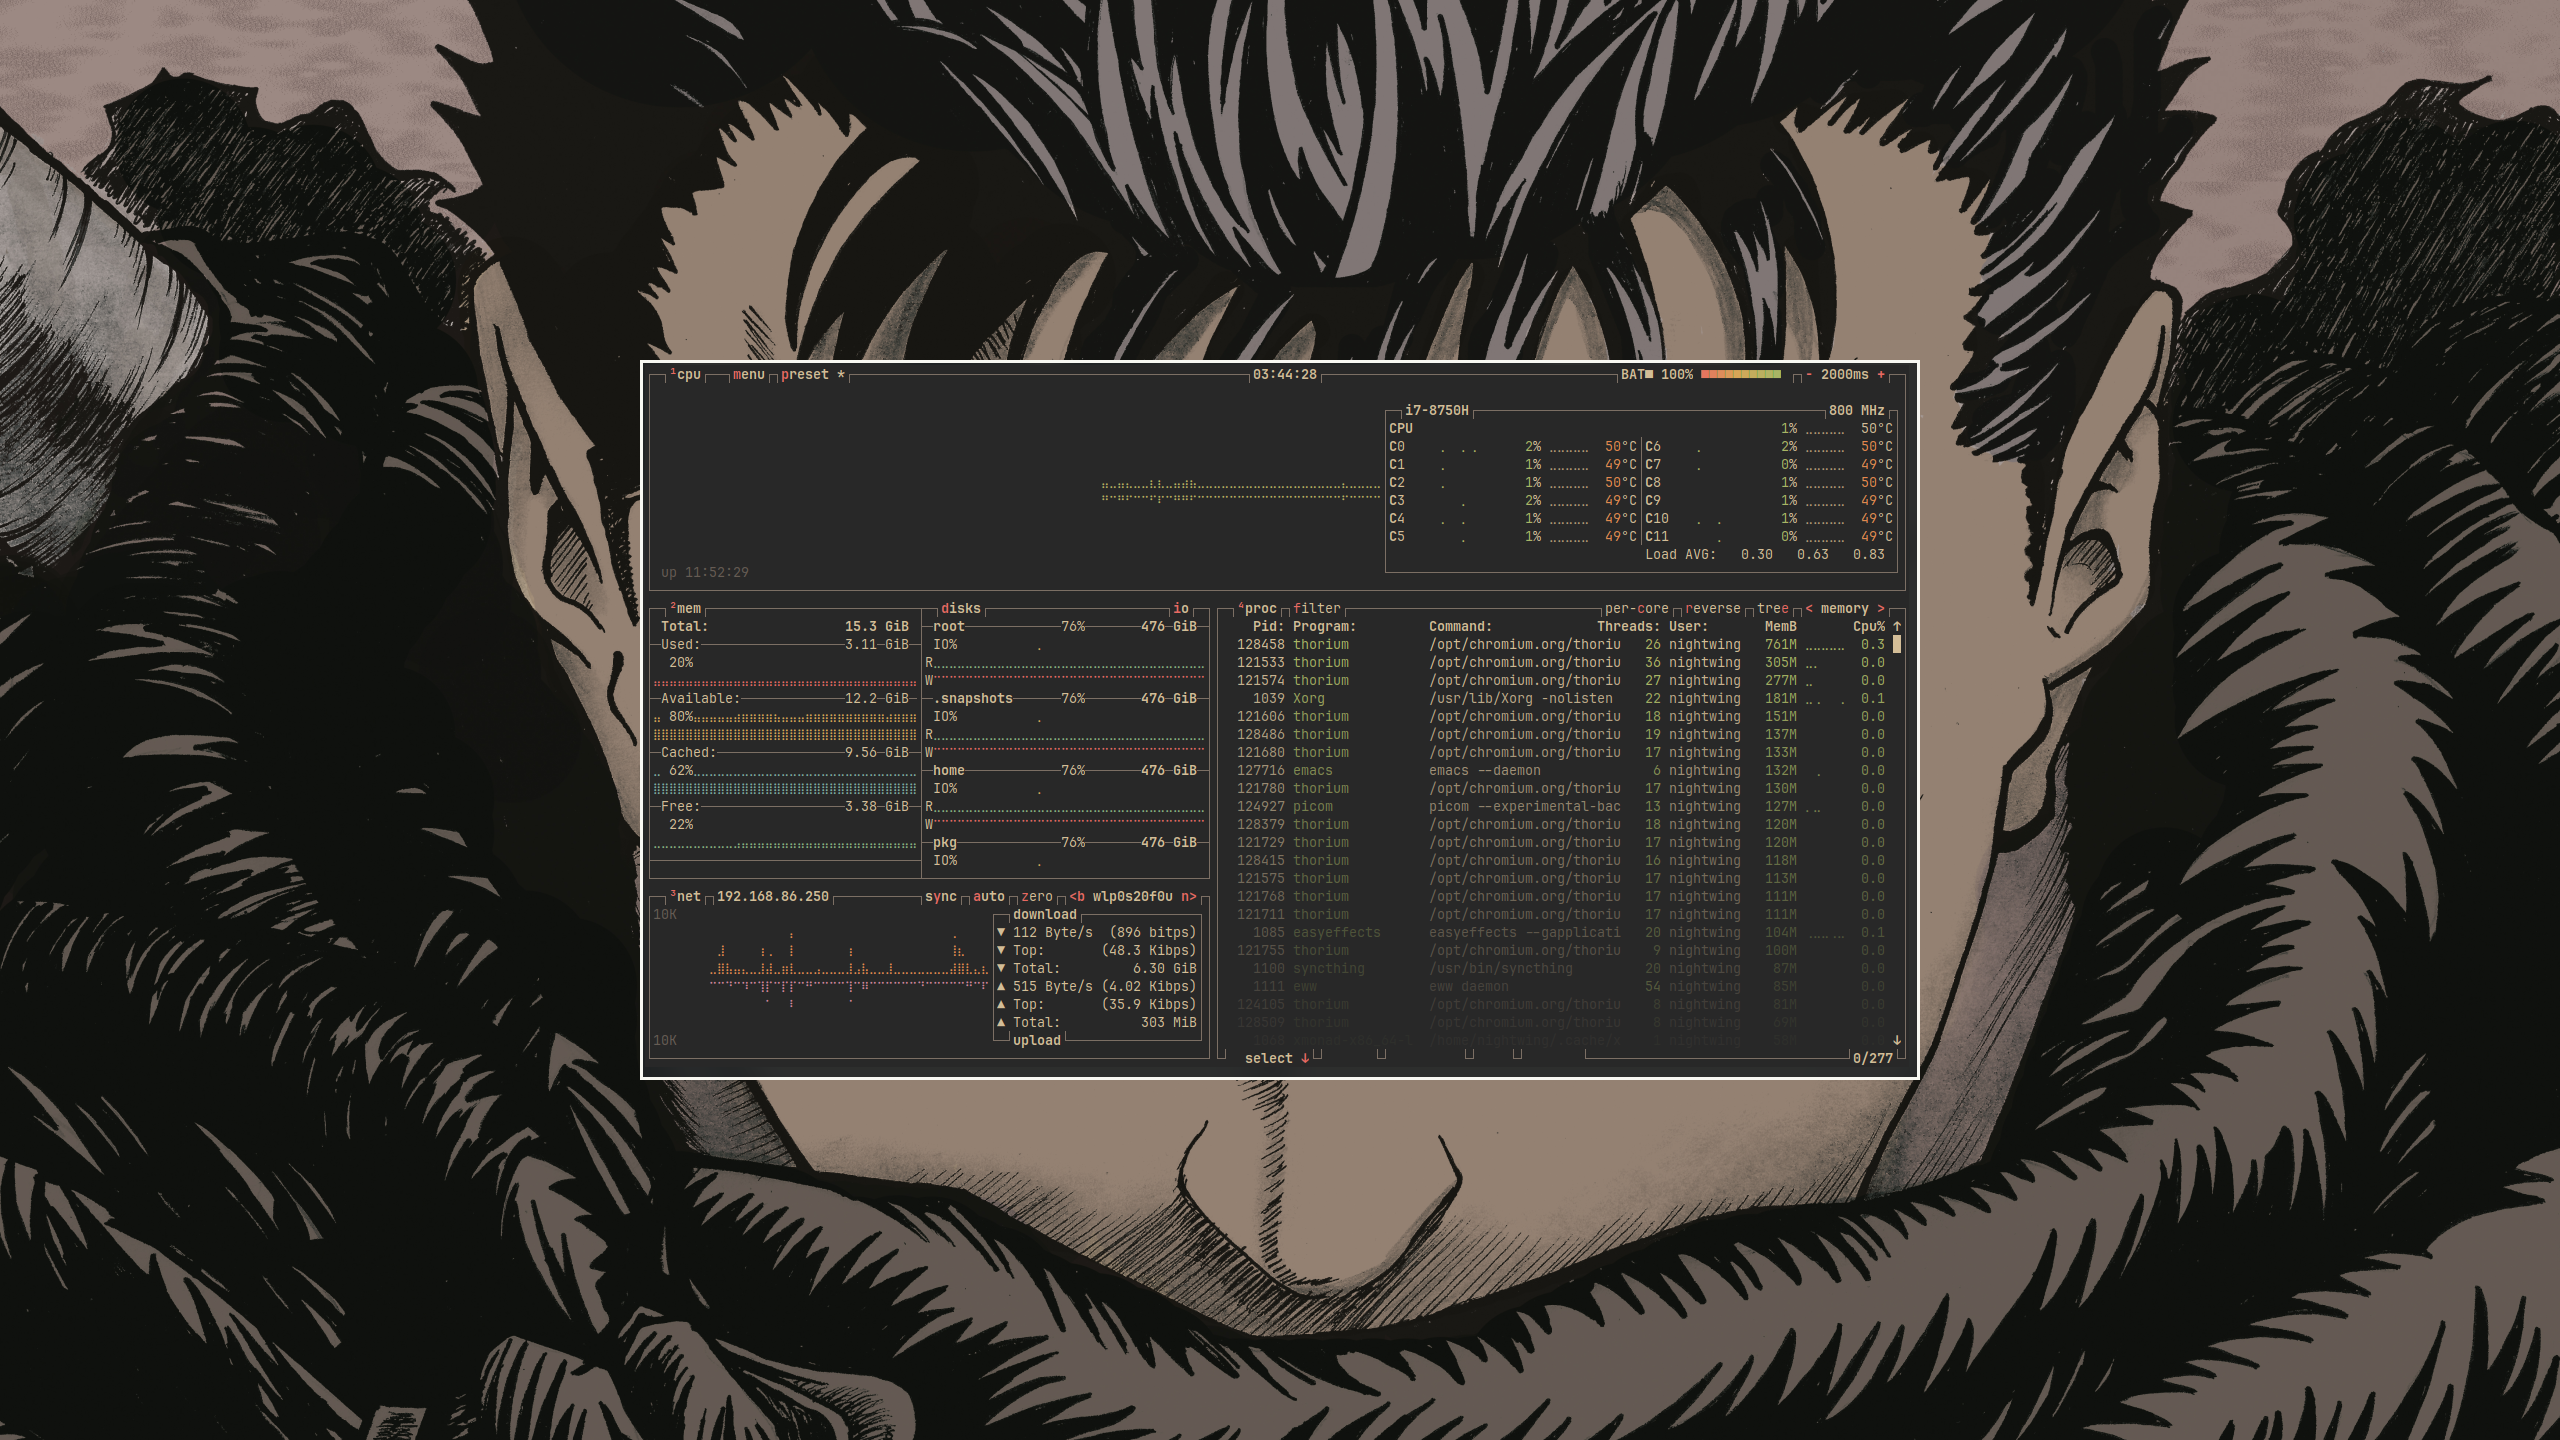 ¹cpu menu preset * 03:44:28 BAT■ 100% - 2000ms +
i7-8750H 800 MHz
CPU 1% 50°C
C0 2% 50°C C6 2% 50°C
C1 1% 49°C C7 0% 49°C
C2 1% 50°C C8 1% 50°C
C3 2% 49°C C9 1% 49°C
C4 1% 49°C C10 1% 49°C
C5 1% 49°C C11 0% 49°C
Load AVG: 0.30 0.63 0.83
up 11:52:29
²mem
Total: 15.3 GiB
Used: 3.11 GiB
20%
Available: 12.2 GiB
80%
Cached: 9.56 GiB
62%
Free: 3.38 GiB
22%
disks io
root 76% 476 GiB
IO%
R
W
.snapshots 76% 476 GiB
IO%
R
W
home 76% 476 GiB
IO%
R
W
pkg 76% 476 GiB
IO%
³net 192.168.86.250 sync auto zero <b wlp0s20f0u n>
10K
download
▼ 112 Byte/s (896 bitps)
▼ Top: (48.3 Kibps)
▼ Total: 6.30 GiB
▲ 515 Byte/s (4.02 Kibps)
▲ Top: (35.9 Kibps)
▲ Total: 303 MiB
10K
upload
⁴proc filter per-core reverse tree < memory >
Pid: Program: Command: Threads: User: MemB Cpu% ↑
128458 thorium /opt/chromium.org/thoriu 26 nightwing 761M 0.3
121533 thorium /opt/chromium.org/thoriu 36 nightwing 305M 0.0
121574 thorium /opt/chromium.org/thoriu 27 nightwing 277M 0.0
1039 Xorg /usr/lib/Xorg -nolisten 22 nightwing 181M 0.1
121606 thorium /opt/chromium.org/thoriu 18 nightwing 151M 0.0
128486 thorium /opt/chromium.org/thoriu 19 nightwing 137M 0.0
121680 thorium /opt/chromium.org/thoriu 17 nightwing 133M 0.0
127716 emacs emacs --daemon 6 nightwing 132M 0.0
121780 thorium /opt/chromium.org/thoriu 17 nightwing 130M 0.0
124927 picom picom --experimental-bac 13 nightwing 127M 0.0
128379 thorium /opt/chromium.org/thoriu 18 nightwing 120M 0.0
121729 thorium /opt/chromium.org/thoriu 17 nightwing 120M 0.0
128415 thorium /opt/chromium.org/thoriu 16 nightwing 118M 0.0
121575 thorium /opt/chromium.org/thoriu 17 nightwing 113M 0.0
121768 thorium /opt/chromium.org/thoriu 17 nightwing 111M 0.0
121711 thorium /opt/chromium.org/thoriu 17 nightwing 111M 0.0
1085 easyeffects easyeffects --gapplicati 20 nightwing 104M 0.1
121755 thorium /opt/chromium.org/thoriu 9 nightwing 100M 0.0
1100 syncthing /usr/bin/syncthing 20 nightwing 87M 0.0
1111 eww eww daemon 54 nightwing 85M 0.0
124105 thorium /opt/chromium.org/thoriu 8 nightwing 81M 0.0
128509 thorium /opt/chromium.org/thoriu 8 nightwing 69M 0.0
nightwing ↓
select ↓ 0/277